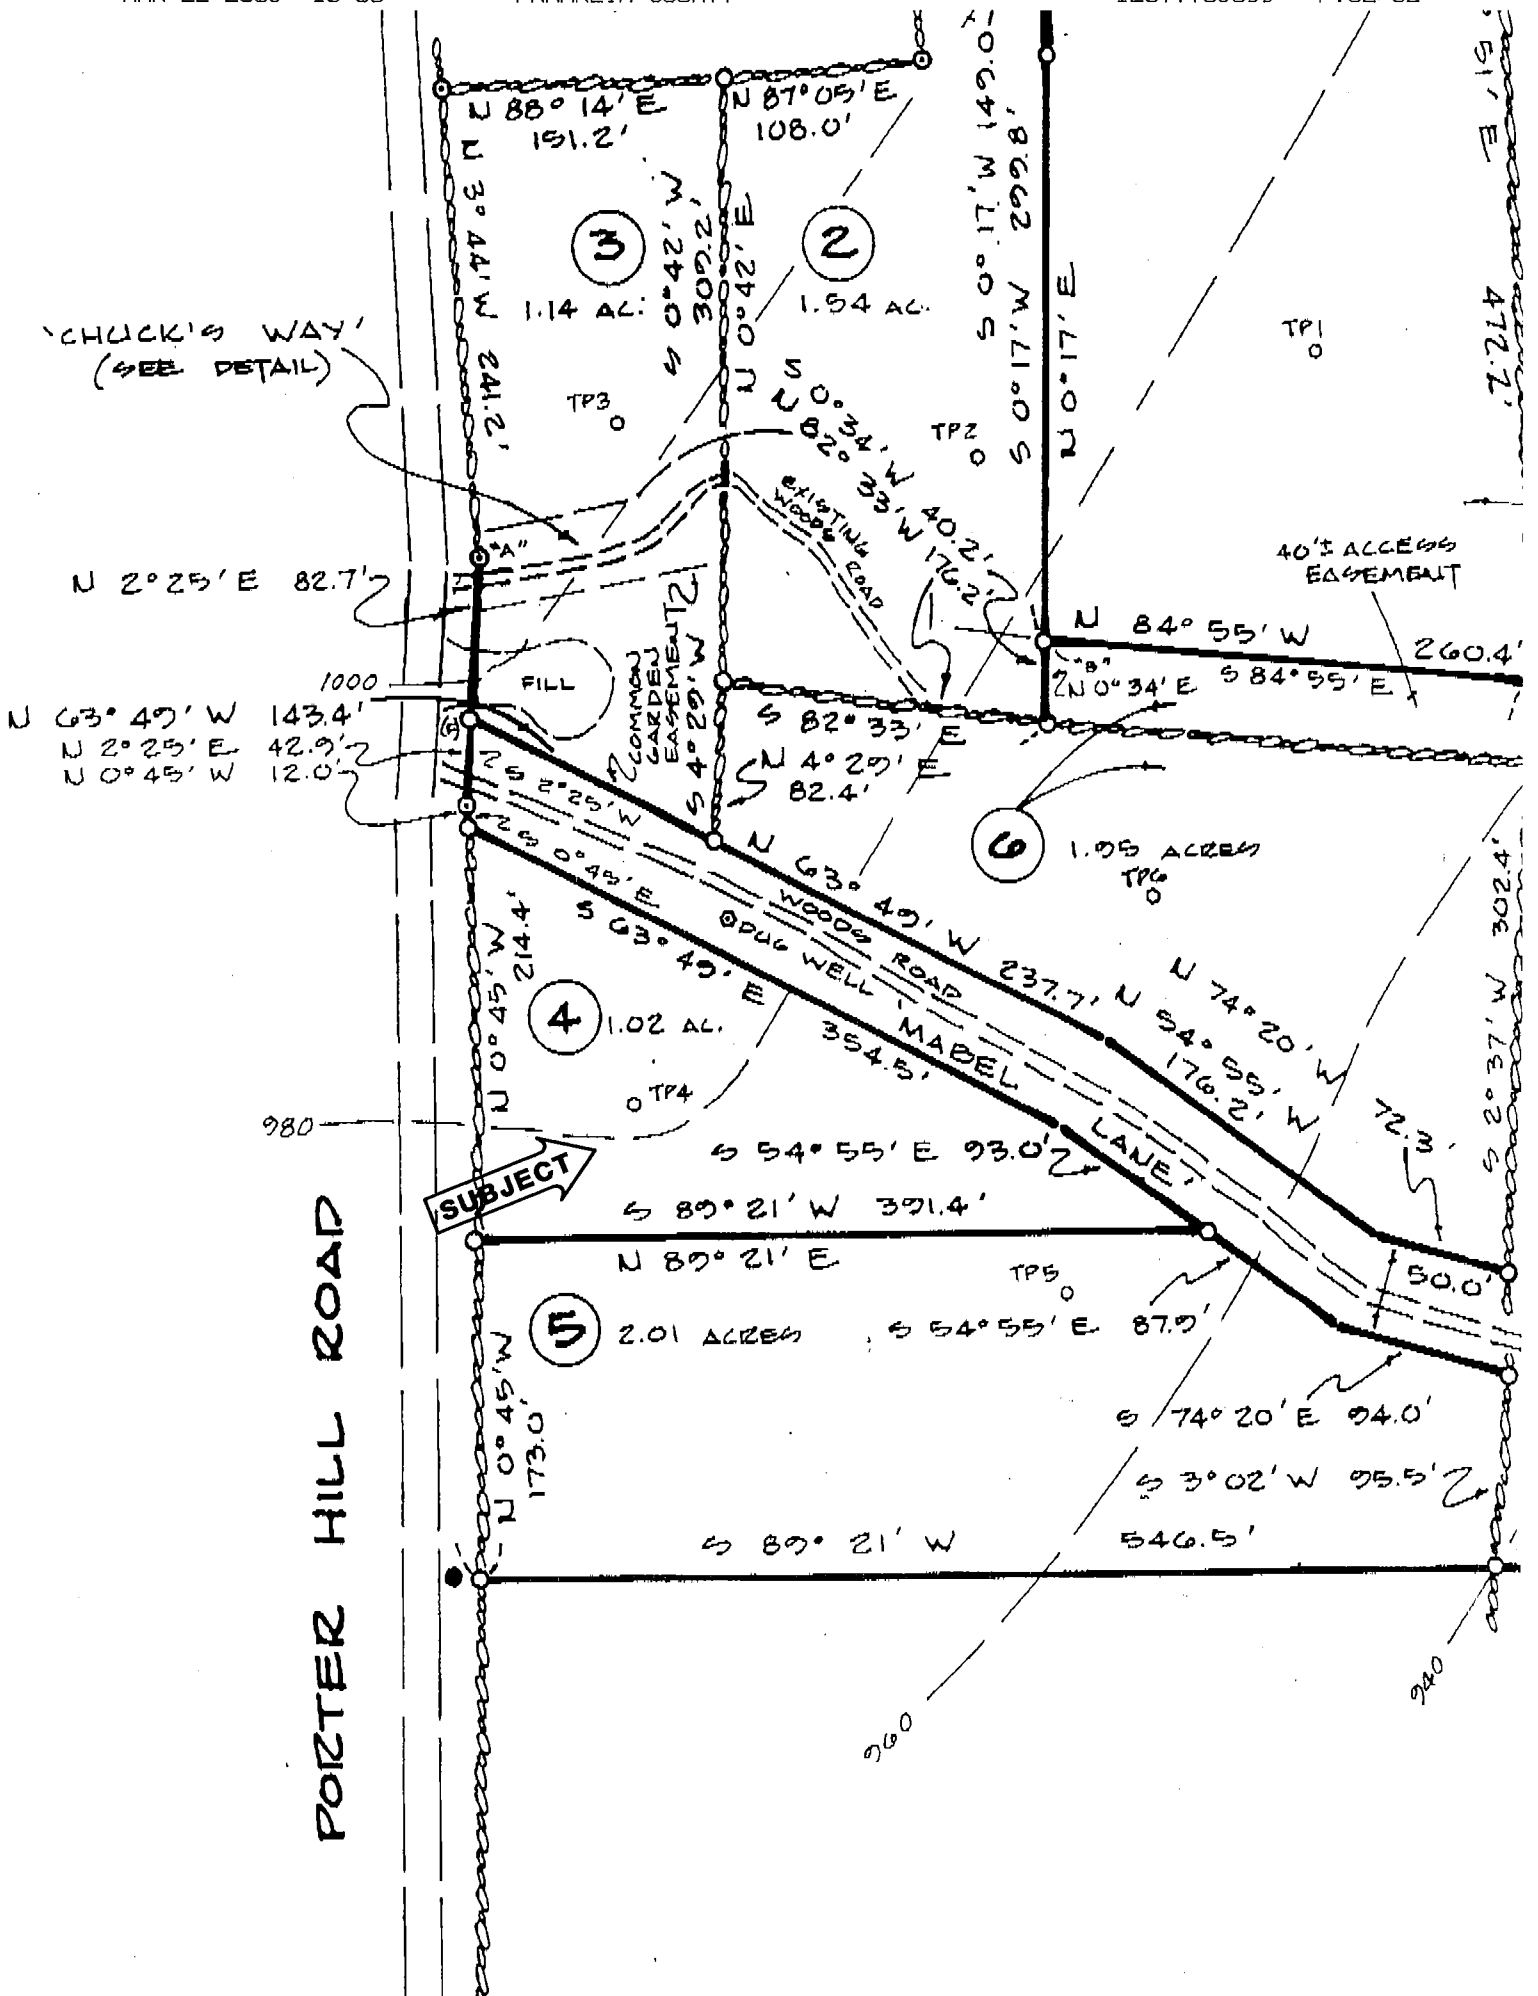 N 88° 14' E
151.2'
N 87° 05' E
108.0'
N 3° 44' W 241.2'
3
1.14 AC.
S 0° 42' W
309.2'
N 0° 42' E
2
1.54 AC.
S 0° 17' W
S 0° 17' W 299.8'
N 0° 17' E
51' E
472.2'
TP1
'CHUCK'S WAY'
(SEE DETAIL)
TP3
TP2
S 0° 34' W 40.2'
N 82° 33' W 176.2'
EXISTING
WOODS
ROAD
40'± ACCESS
EASEMENT
"A"
N 2° 25' E 82.7'
N 84° 55' W 260.4'
S 84° 55' E
"B"
N 0° 34' E
1000
FILL
COMMON
GARDEN
EASEMENT
S 4° 29' W
S 82° 33' E
N 4° 29' E
82.4'
N 63° 49' W 143.4'
N 2° 25' E 42.9'
N 0° 45' W 12.0'
S 2° 25' W
S 0° 45' E
6
1.95 ACRES
TP6
N 63° 49' W 237.7'
WOODS ROAD
DUG WELL
S 63° 49' E 354.5'
'MABEL LANE'
N 0° 45' W
214.4'
4
1.02 AC.
TP4
N 74° 20' W
72.3'
N 54° 55' W
176.2'
S 2° 37' W 302.4'
980
S 54° 55' E 93.0'
SUBJECT
S 89° 21' W 391.4'
N 89° 21' E
TP5
50.0'
5
2.01 ACRES
S 54° 55' E 87.9'
N 0° 45' W
173.0'
S 74° 20' E 94.0'
S 3° 02' W 95.5'
S 89° 21' W 546.5'
PORTER HILL ROAD
960
940